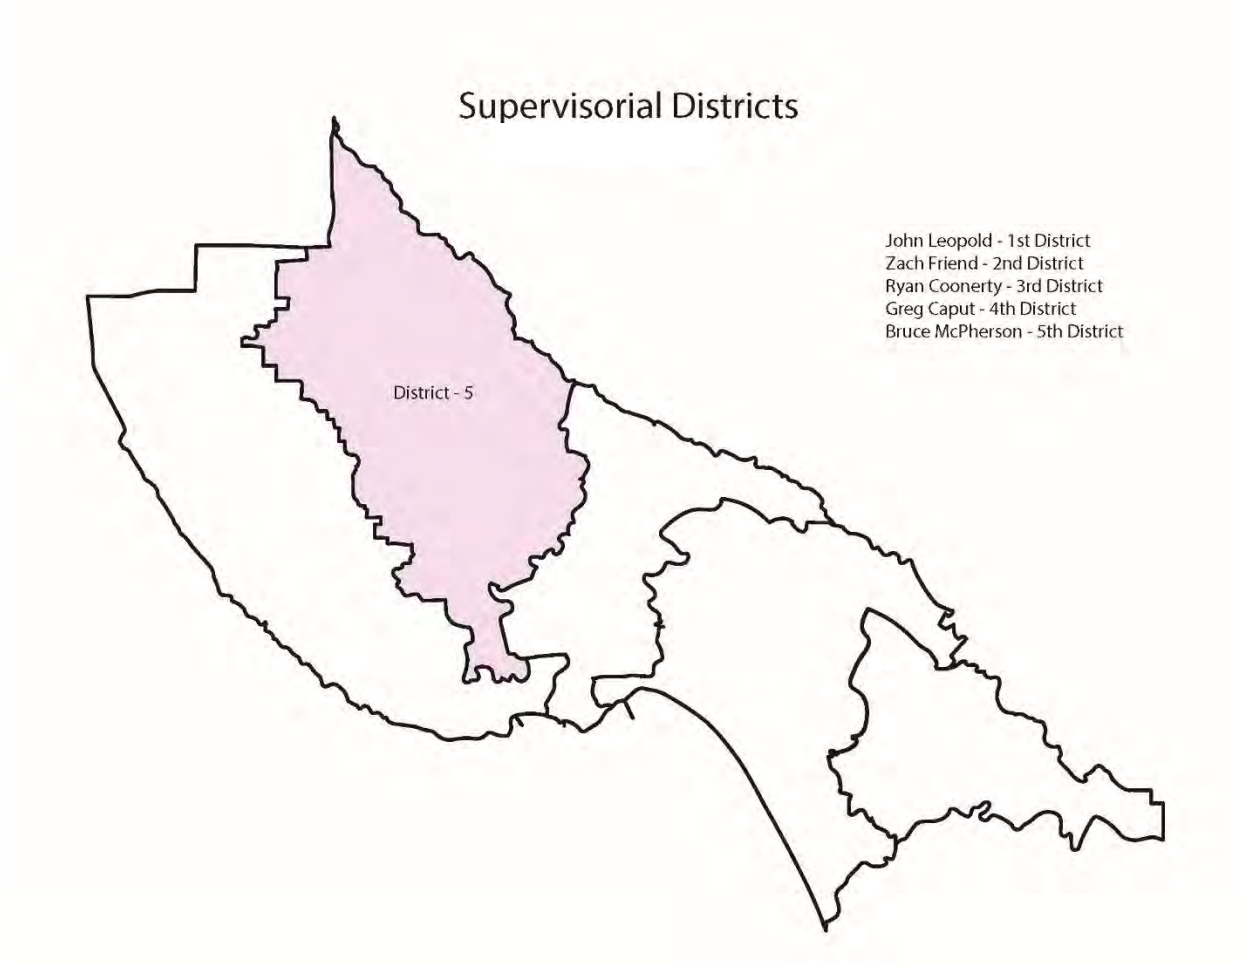 Supervisorial Districts
John Leopold - 1st District
Zach Friend - 2nd District
Ryan Coonerty - 3rd District
Greg Caput - 4th District
Bruce McPherson - 5th District
District - 5